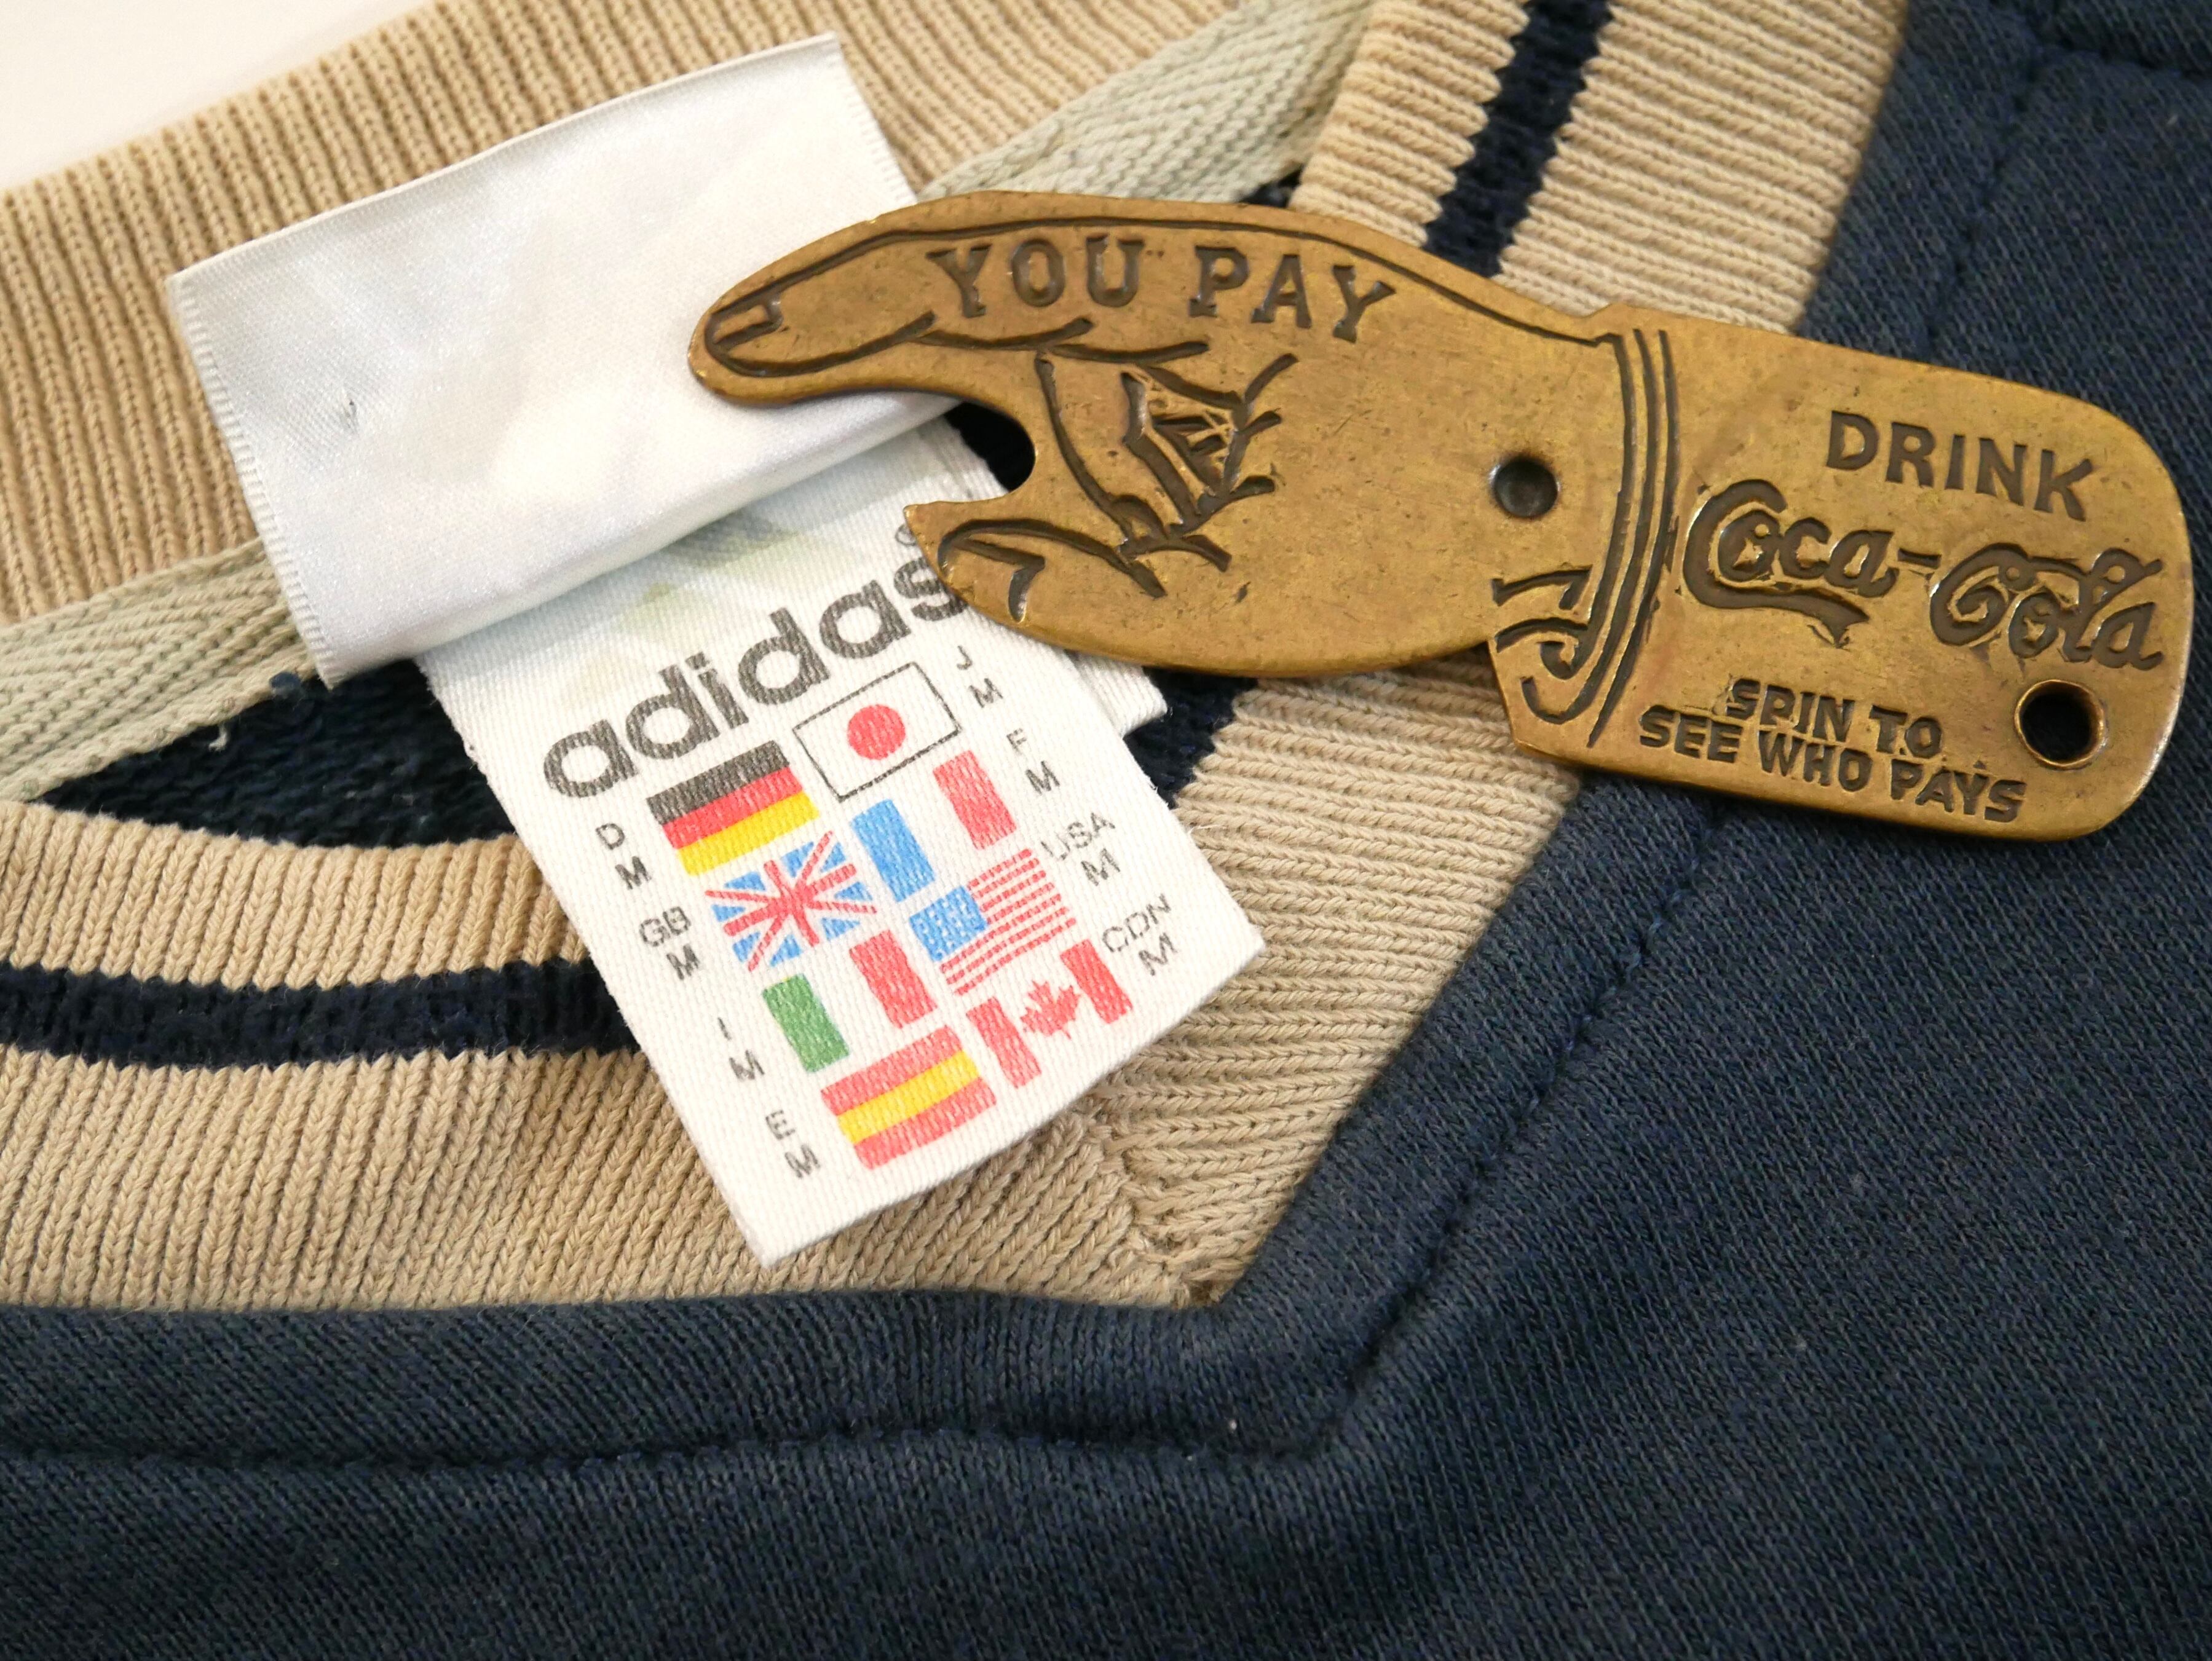 YOU PAY
DRINK
Coca-Cola
SPIN TO
SEE WHO PAYS
adidas
J
M
F
M
D
M
USA
M
GB
M
CDN
M
I
M
E
M